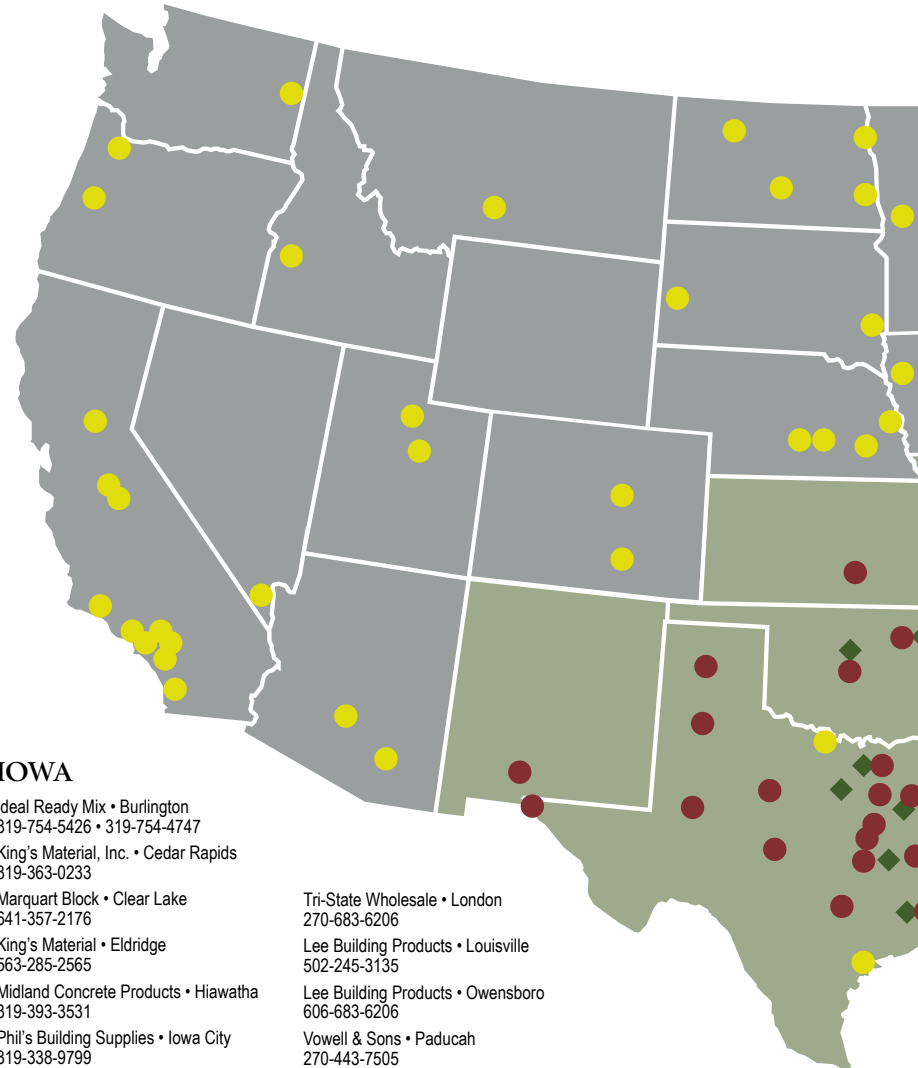 IOWA
Ideal Ready Mix • Burlington
319-754-5426 • 319-754-4747
King's Material, Inc. • Cedar Rapids
319-363-0233
Marquart Block • Clear Lake
641-357-2176
King's Material • Eldridge
563-285-2565
Midland Concrete Products • Hiawatha
319-393-3531
Phil's Building Supplies • Iowa City
319-338-9799
Tri-State Wholesale • London
270-683-6206
Lee Building Products • Louisville
502-245-3135
Lee Building Products • Owensboro
606-683-6206
Vowell & Sons • Paducah
270-443-7505